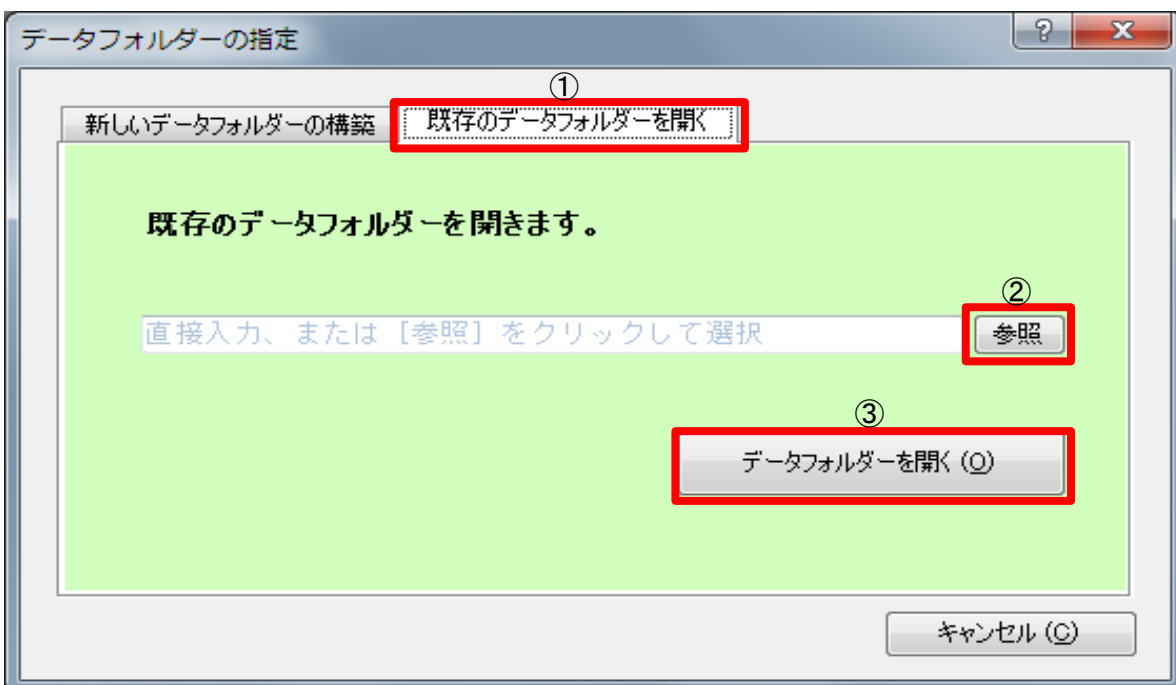 データフォルダーの指定
①
新しいデータフォルダーの構築 既存のデータフォルダーを開く
既存のデータフォルダーを開きます。
②
直接入力、または [参照] をクリックして選択 参照
③
データフォルダーを開く (O)
キャンセル (C)